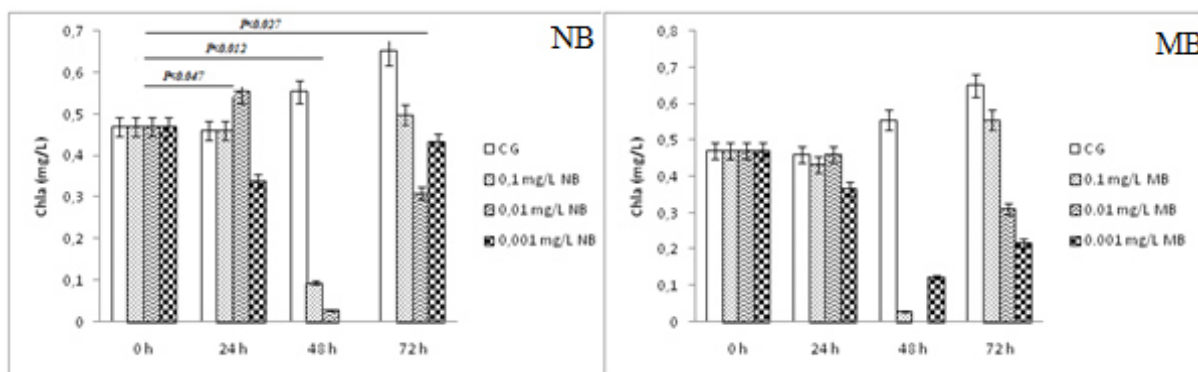 NB
P<0.027
P<0.012
P<0.047
0,7
0,6
0,5
0,4
0,3
0,2
0,1
0
Chla (mg/L)
0 h
24 h
48 h
72 h
CG
0,1 mg/L NB
0,01 mg/L NB
0,001 mg/L NB
MB
0,8
0,7
0,6
0,5
0,4
0,3
0,2
0,1
0
Chla (mg/L)
0 h
24 h
48 h
72 h
CG
0.1 mg/L MB
0.01 mg/L MB
0.001 mg/L MB